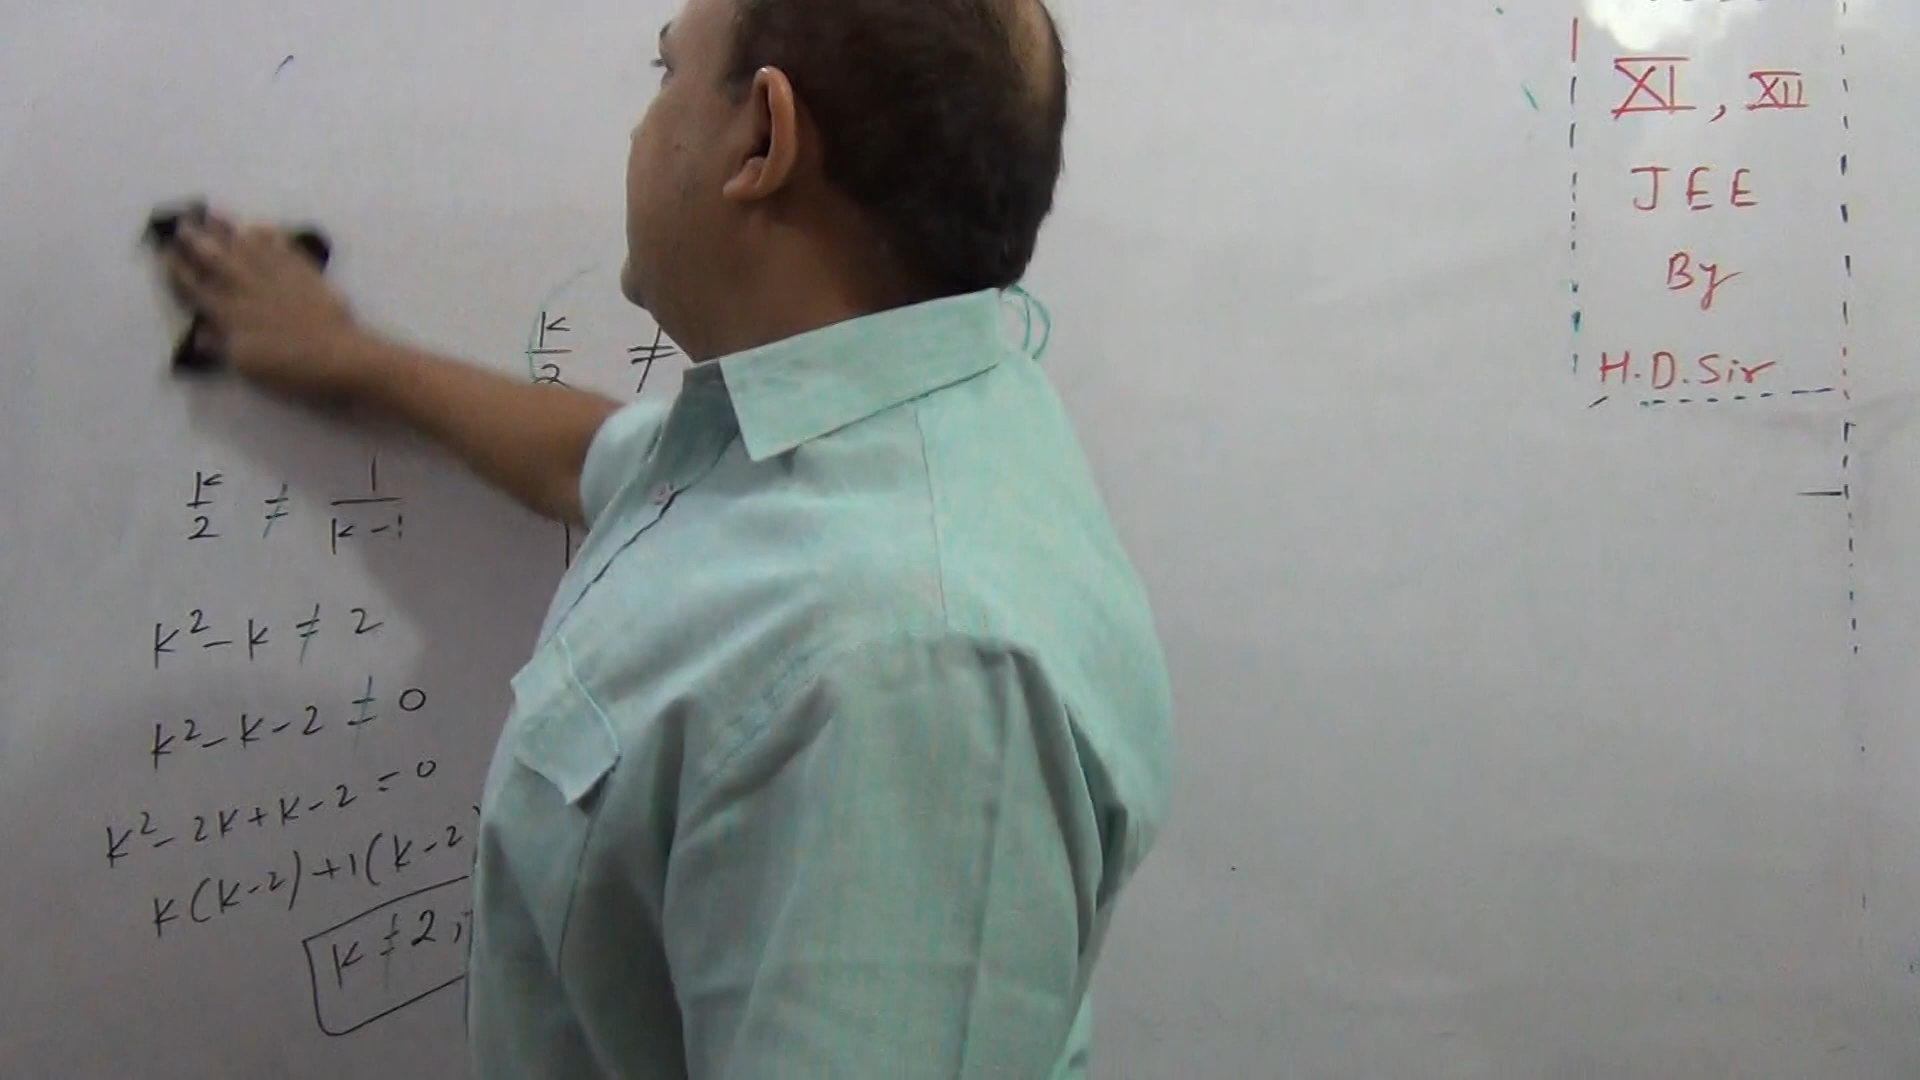 k/2 ≠
k/2 ≠ 1/(k-1)
k²-k ≠ 2
k²-k-2 ≠ 0
k²-2k+k-2=0
k(k-2)+1(k-2
k≠2,
XI, XII
JEE
By
H.D. Sir